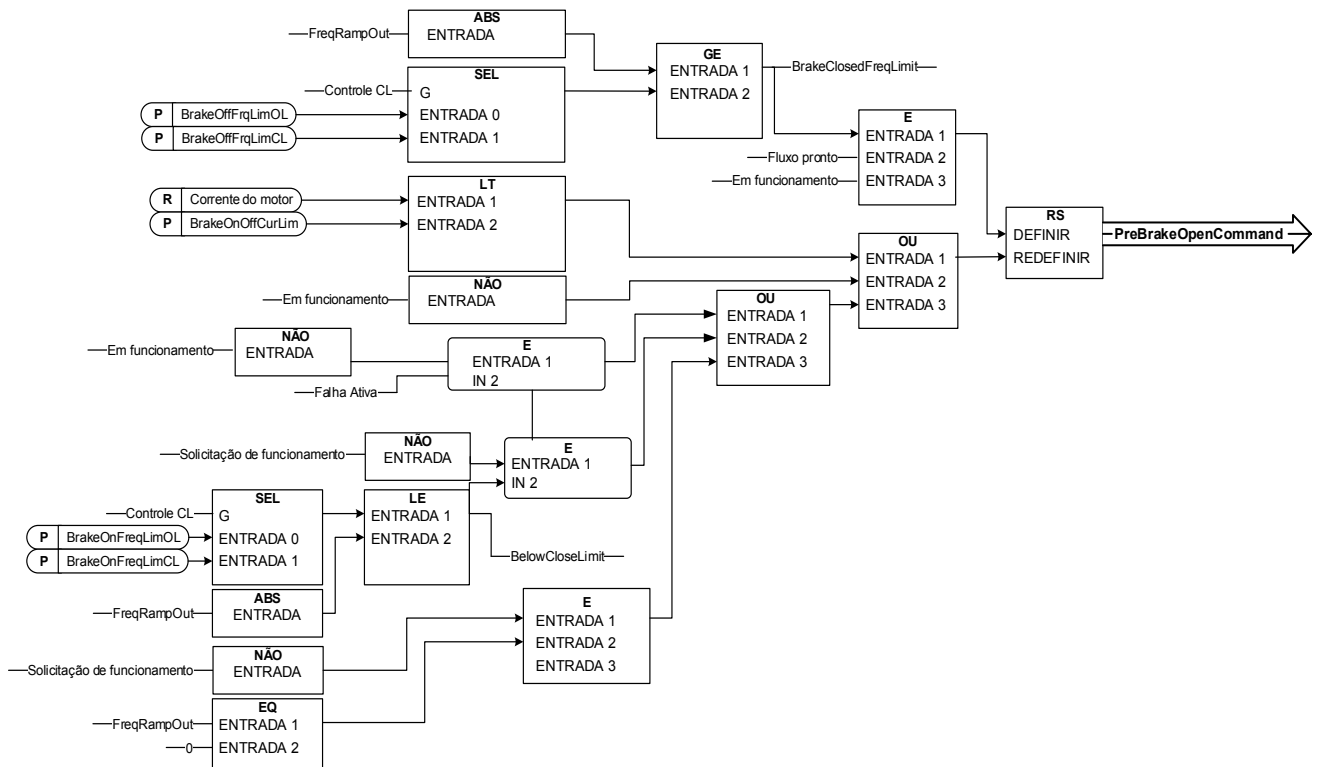 ABS
FreqRampOut
ENTRADA
GE
ENTRADA 1
ENTRADA 2
BrakeClosedFreqLimit
SEL
Controle CL
G
P BrakeOffFrqLimOL
ENTRADA 0
P BrakeOffFrqLimCL
ENTRADA 1
E
ENTRADA 1
Fluxo pronto
ENTRADA 2
Em funcionamento
ENTRADA 3
LT
R Corrente do motor
ENTRADA 1
P BrakeOnOffCurLim
ENTRADA 2
RS
DEFINIR
REDEFINIR
PreBrakeOpenCommand
OU
ENTRADA 1
ENTRADA 2
ENTRADA 3
NÃO
Em funcionamento
ENTRADA
OU
ENTRADA 1
ENTRADA 2
ENTRADA 3
NÃO
Em funcionamento
ENTRADA
E
ENTRADA 1
IN 2
Falha Ativa
NÃO
Solicitação de funcionamento
ENTRADA
E
ENTRADA 1
IN 2
SEL
Controle CL
G
P BrakeOnFreqLimOL
ENTRADA 0
P BrakeOnFreqLimCL
ENTRADA 1
LE
ENTRADA 1
ENTRADA 2
BelowCloseLimit
ABS
FreqRampOut
ENTRADA
E
ENTRADA 1
ENTRADA 2
ENTRADA 3
NÃO
Solicitação de funcionamento
ENTRADA
EQ
FreqRampOut
ENTRADA 1
0
ENTRADA 2